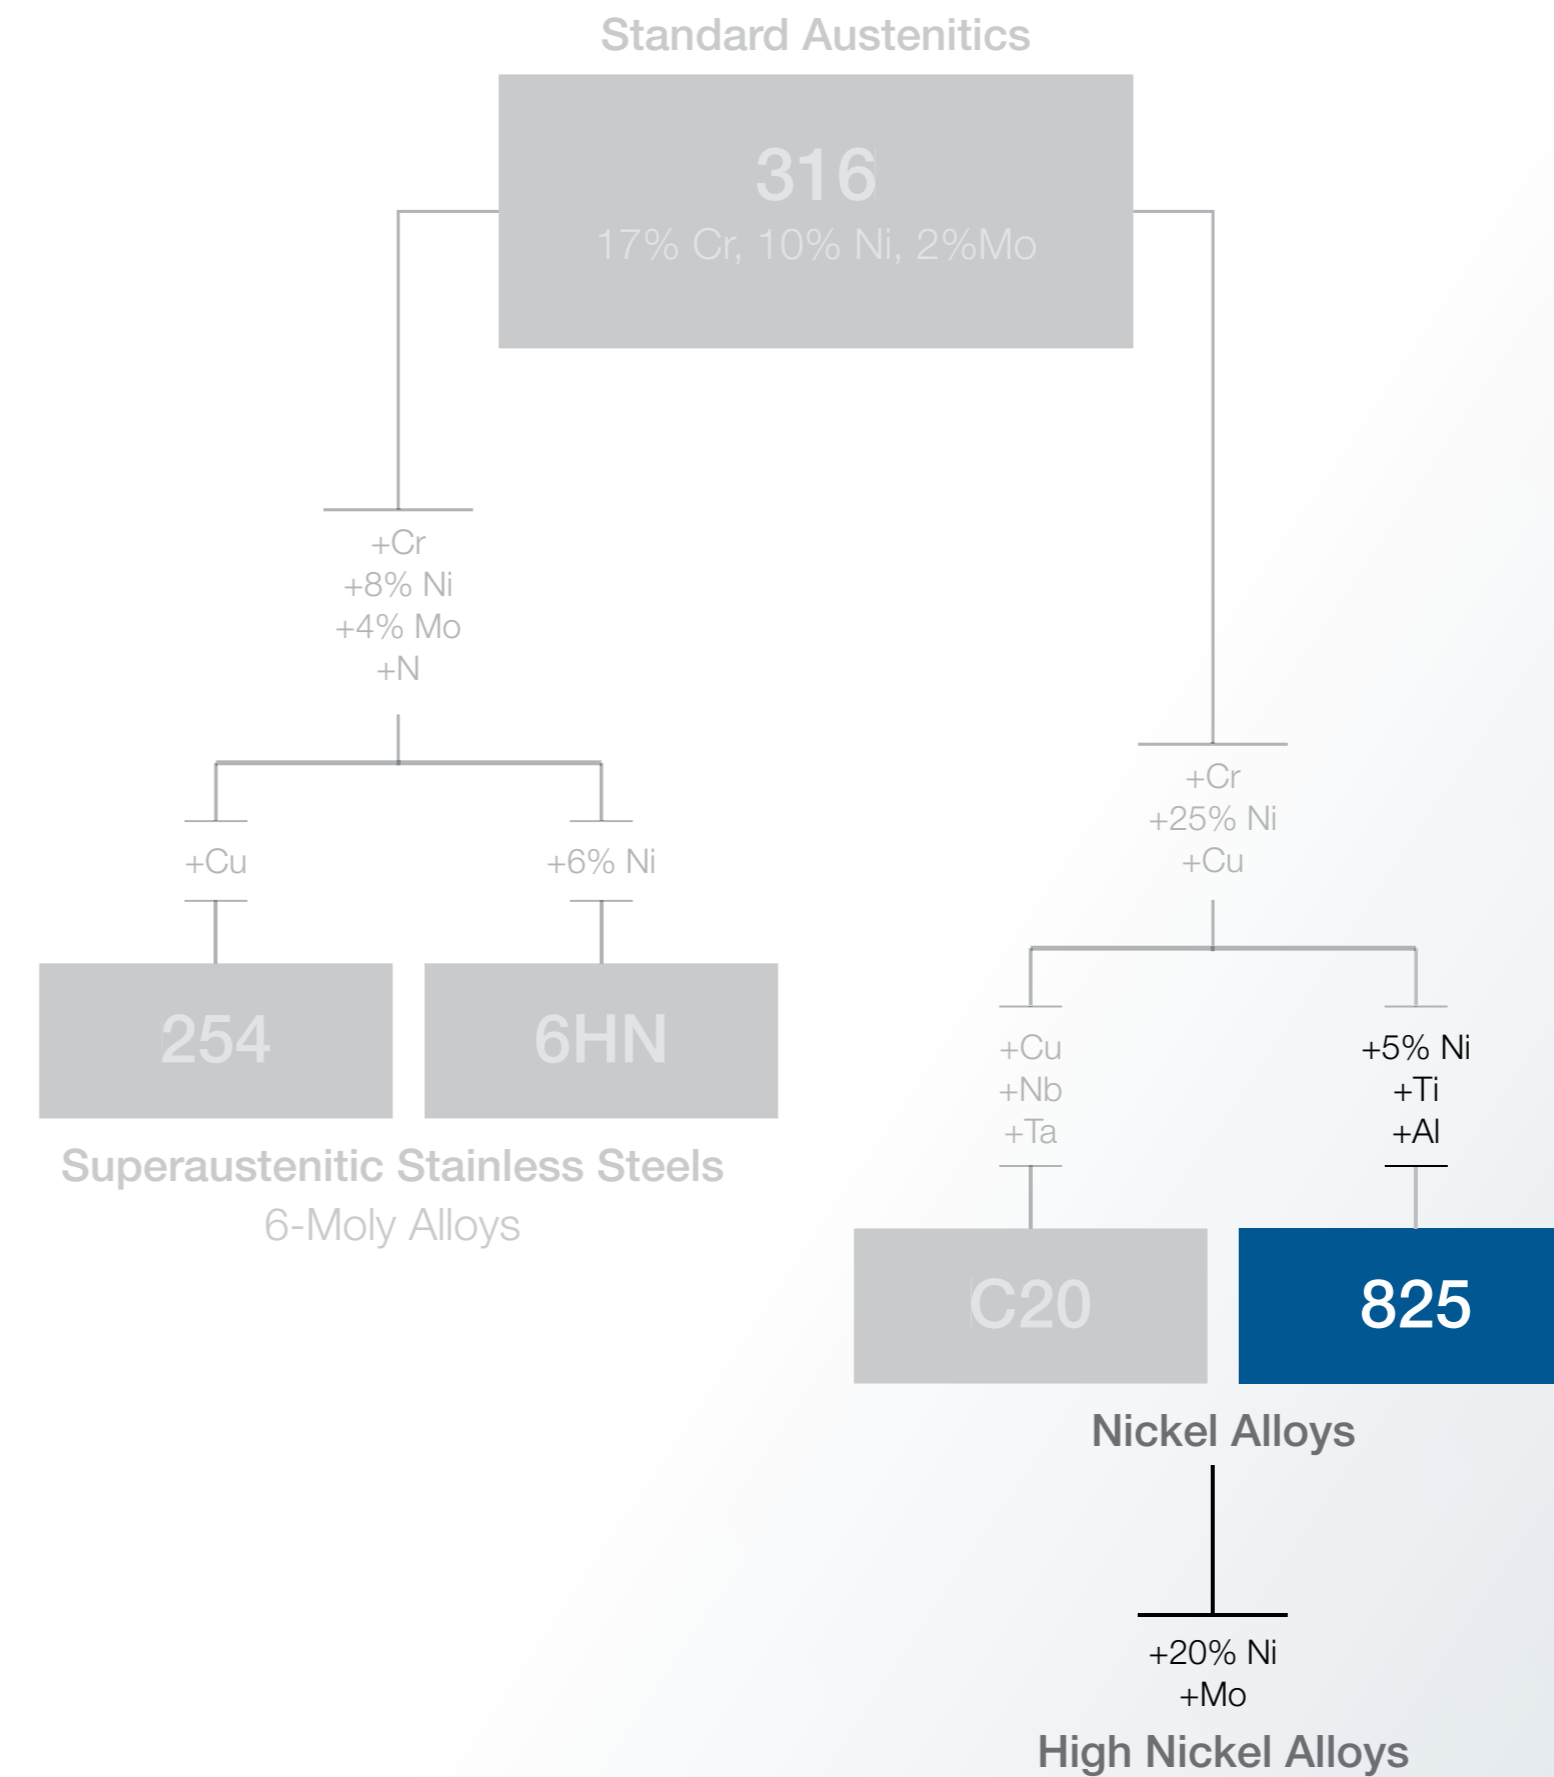 Standard Austenitics
316
17% Cr, 10% Ni, 2%Mo
+Cr
+8% Ni
+4% Mo
+N
+Cu
+6% Ni
254
6HN
Superaustenitic Stainless Steels
6-Moly Alloys
+Cr
+25% Ni
+Cu
+Cu
+Nb
+Ta
+5% Ni
+Ti
+Al
C20
825
Nickel Alloys
+20% Ni
+Mo
High Nickel Alloys